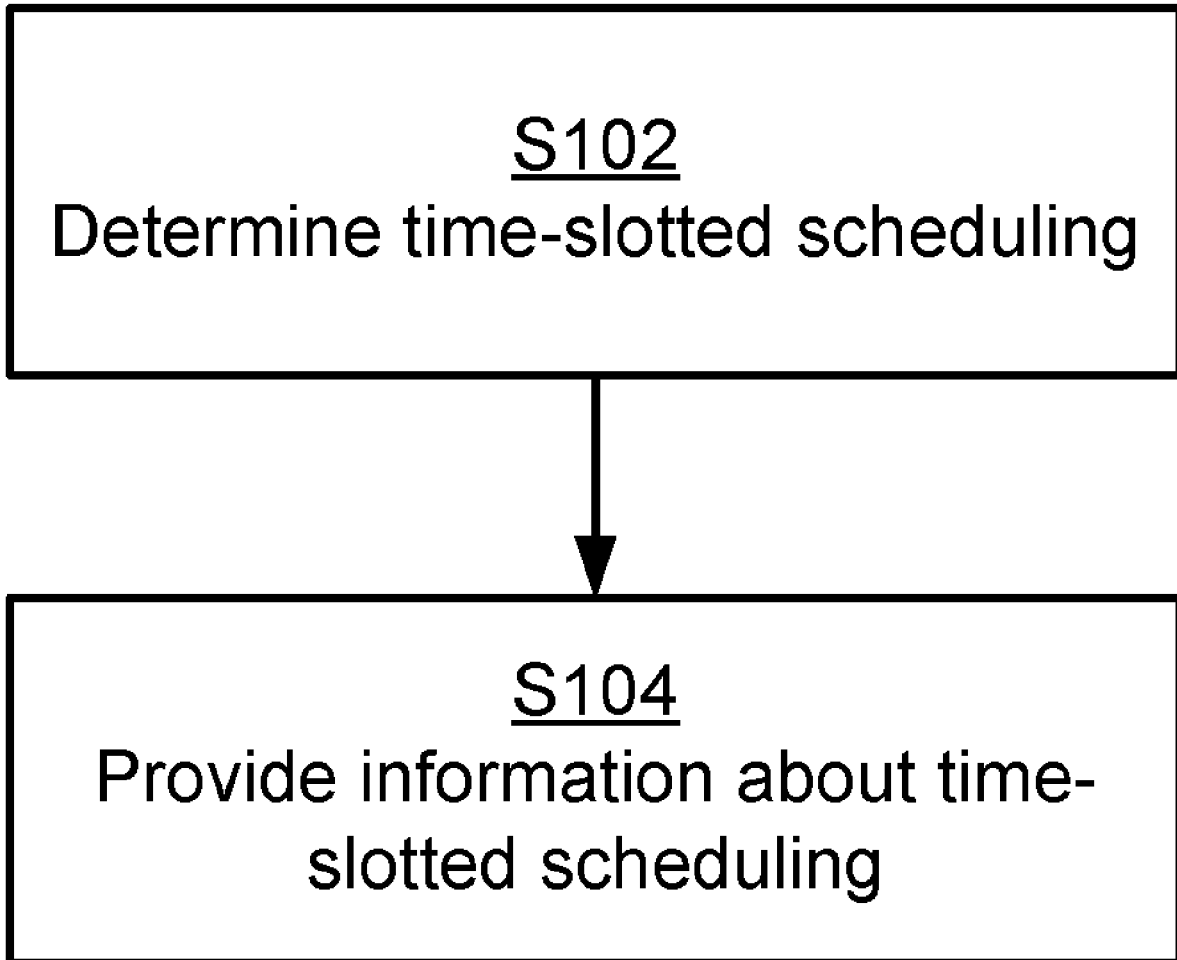 S102
Determine time-slotted scheduling
S104
Provide information about time-
slotted scheduling